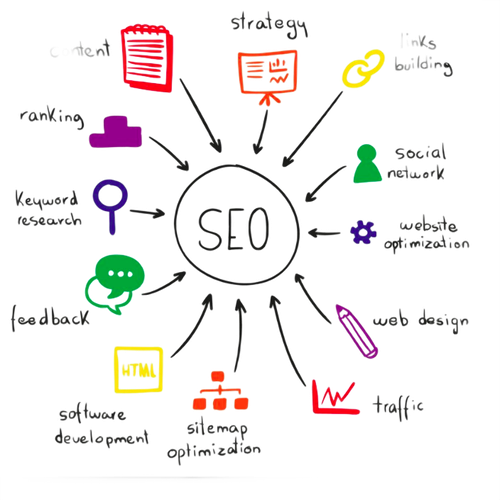 strategy
content
links
building
ranking
social
network
Keyword
research
SEO
website
optimization
feedback
web design
HTML
software
development
sitemap
optimization
traffic